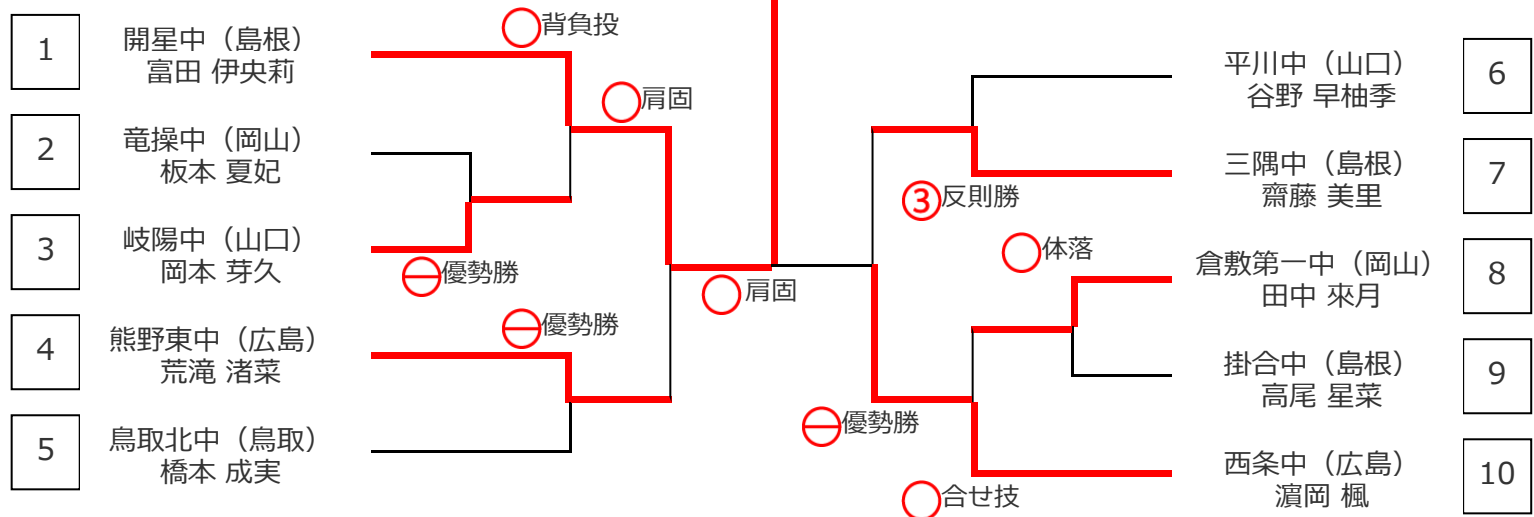 1
開星中（島根）
富田 伊央莉
2
竜操中（岡山）
板本 夏妃
3
岐陽中（山口）
岡本 芽久
4
熊野東中（広島）
荒滝 渚菜
5
鳥取北中（鳥取）
橋本 成実
背負投
肩固
優勢勝
優勢勝
肩固
③反則勝
体落
優勢勝
合せ技
平川中（山口）
谷野 早柚季
6
三隅中（島根）
齋藤 美里
7
倉敷第一中（岡山）
田中 來月
8
掛合中（島根）
高尾 星菜
9
西条中（広島）
濵岡 楓
10